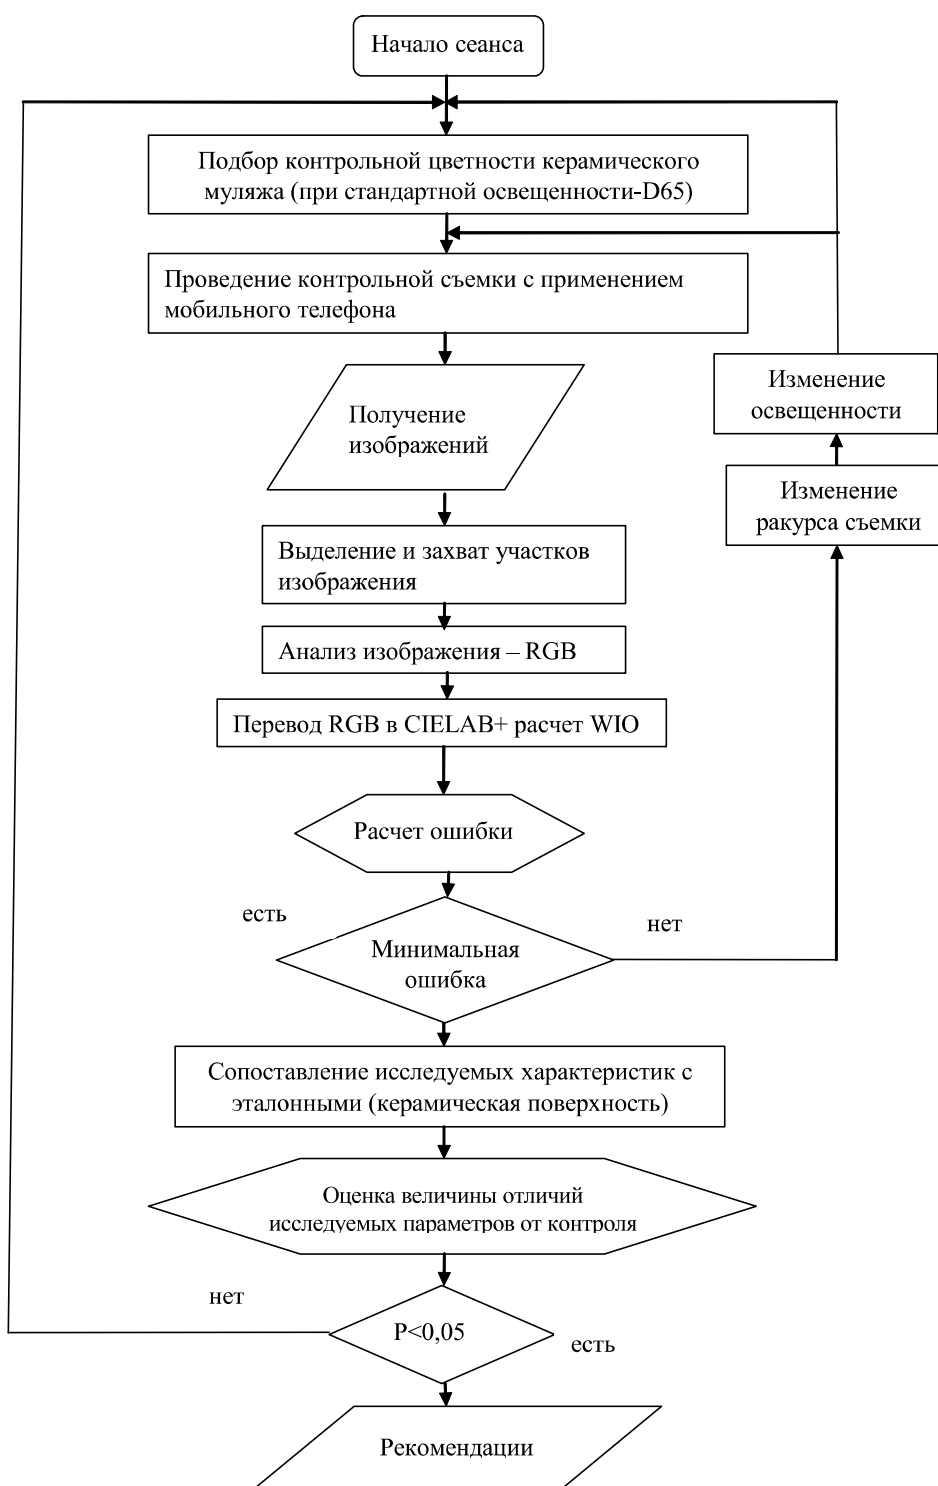 Начало сеанса
Подбор контрольной цветности керамического
муляжа (при стандартной освещенности-D65)
Проведение контрольной съемки с применением
мобильного телефона
Изменение
освещенности
Получение
изображений
Изменение
ракурса съемки
Выделение и захват участков
изображения
Анализ изображения – RGB
Перевод RGB в CIELAB+ расчет WIO
Расчет ошибки
есть
нет
Минимальная
ошибка
Сопоставление исследуемых характеристик с
эталонными (керамическая поверхность)
Оценка величины отличий
исследуемых параметров от контроля
нет
P<0,05
есть
Рекомендации